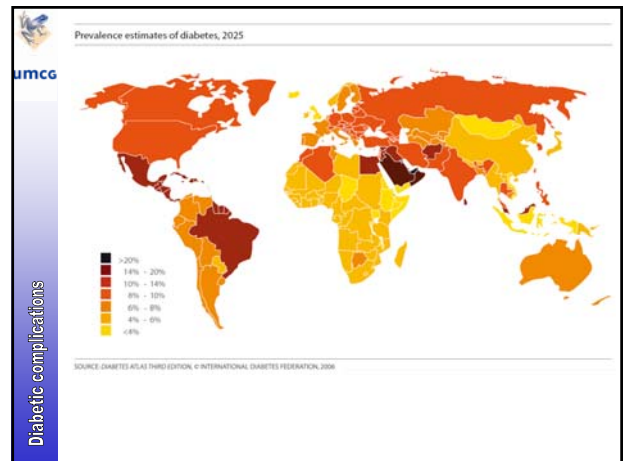 Prevalence estimates of diabetes, 2025
umcg
>20%
14% - 20%
10% - 14%
8% - 10%
6% - 8%
4% - 6%
<4%
SOURCE: DIABETES ATLAS THIRD EDITION, © INTERNATIONAL DIABETES FEDERATION, 2006
Diabetic complications